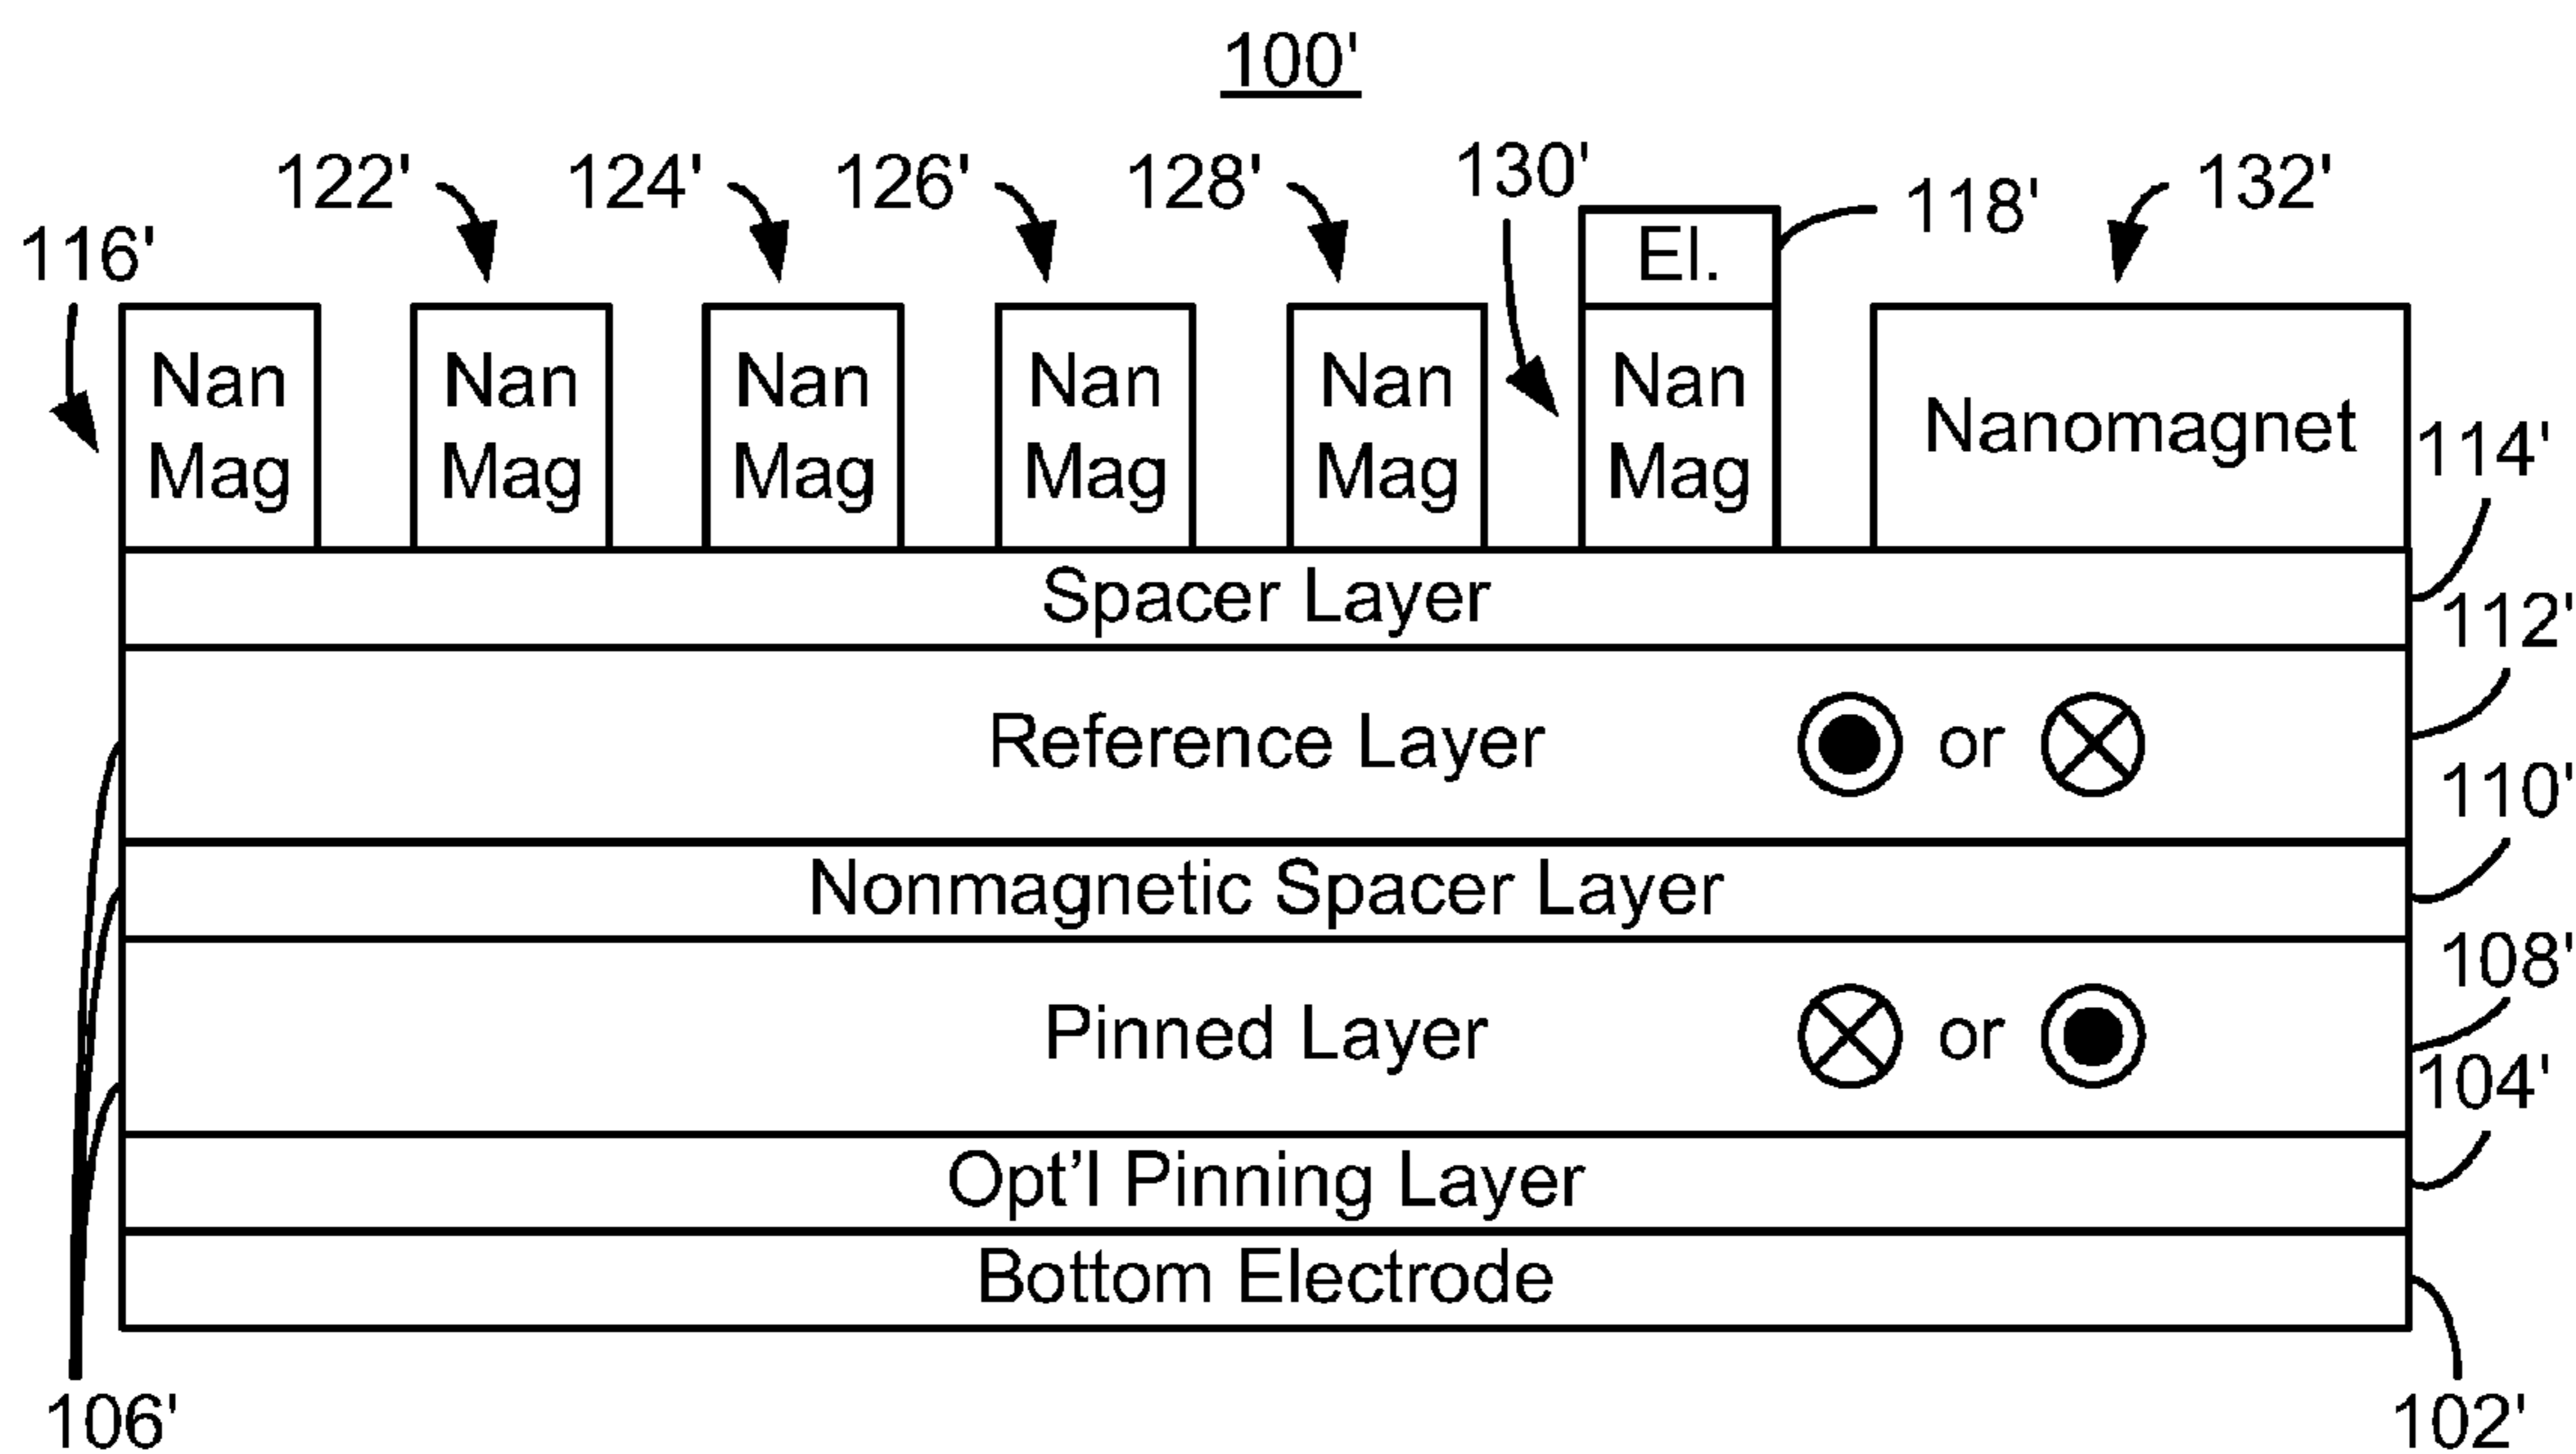 100'
122' 124' 126' 128' 130' 118' 132'
116'
El.
Nan Nan Nan Nan Nan Nan
Mag Mag Mag Mag Mag Mag
Nanomagnet
114'
Spacer Layer
112'
Reference Layer or
110'
Nonmagnetic Spacer Layer
108'
Pinned Layer or
104'
Opt'l Pinning Layer
Bottom Electrode
106' 102'